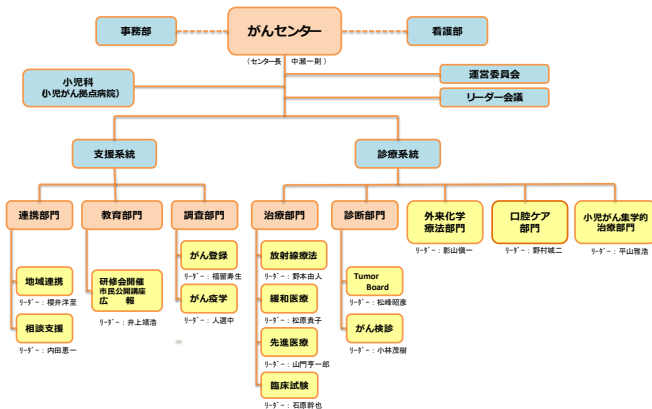 事務部
がんセンター
看護部
(センター長 中瀬一則)
小児科
(小児がん拠点病院)
運営委員会
リーダー会議
支援系統
診療系統
連携部門
教育部門
調査部門
治療部門
診断部門
外来化学
療法部門
口腔ケア
部門
小児がん集学的
治療部門
リーダー：影山愼一
リーダー：野村城二
リーダー：平山雅浩
がん登録
リーダー：福留寿生
放射線療法
リーダー：野本由人
地域連携
リーダー：櫻井洋至
研修会開催
市民公開講座
広 報
リーダー：井上靖浩
がん疫学
リーダー：人選中
緩和医療
リーダー：松原貴子
Tumor
Board
リーダー：松峰昭彦
相談支援
リーダー：内田恵一
先進医療
リーダー：山門亨一郎
がん検診
リーダー：小林茂樹
臨床試験
リーダー：石原幹也